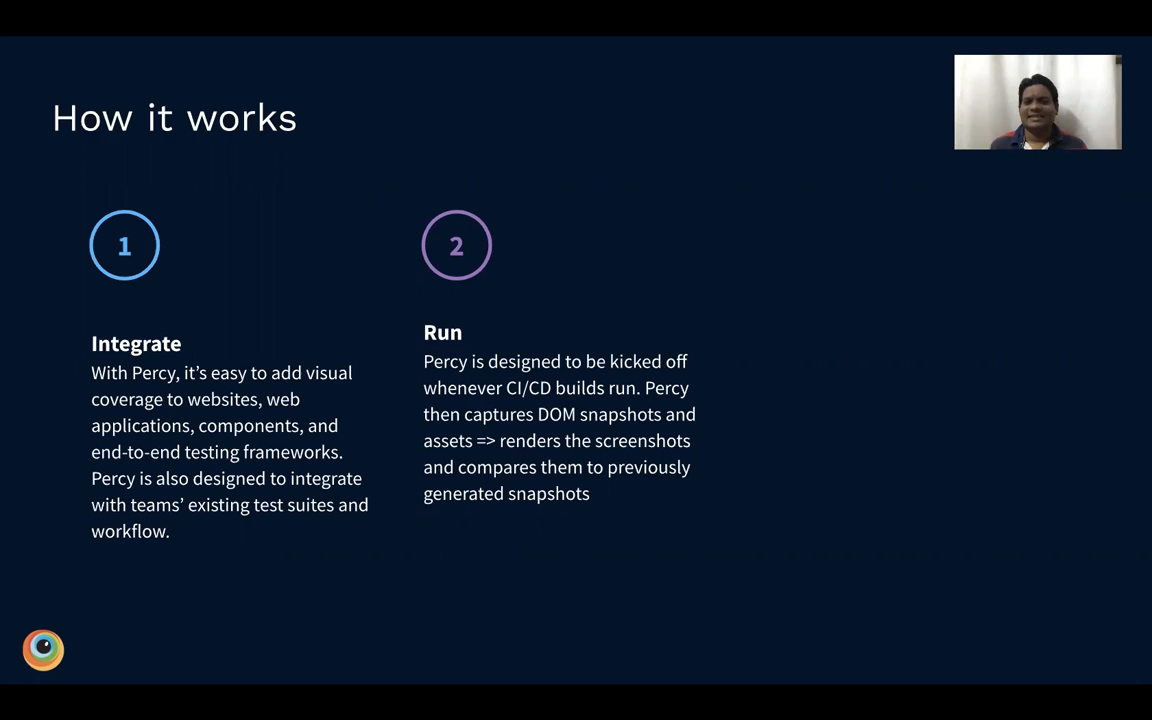 How it works
1
Integrate
With Percy, it’s easy to add visual
coverage to websites, web
applications, components, and
end-to-end testing frameworks.
Percy is also designed to integrate
with teams’ existing test suites and
workflow.
2
Run
Percy is designed to be kicked off
whenever CI/CD builds run. Percy
then captures DOM snapshots and
assets => renders the screenshots
and compares them to previously
generated snapshots